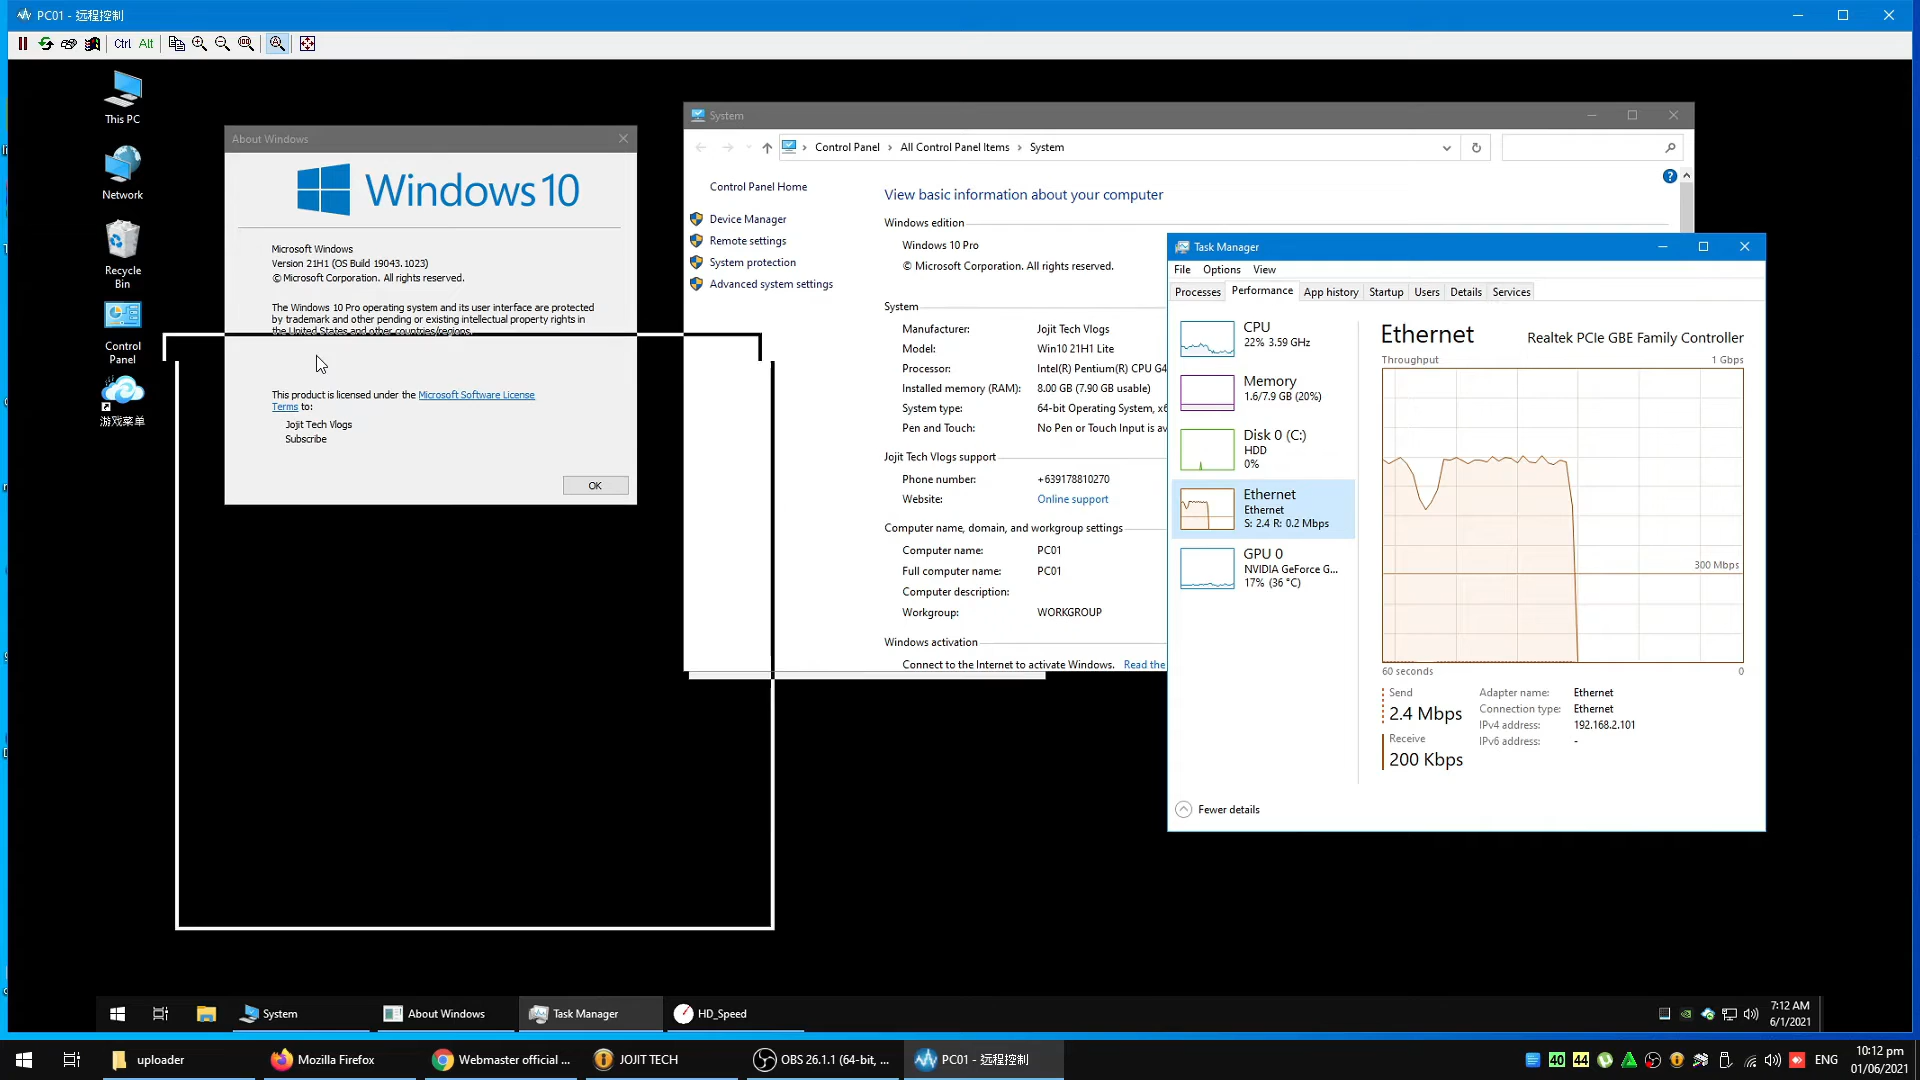 PC01 - 远程控制
Ctrl Alt
This PC
Network
Recycle
Bin
Control
Panel
游戏菜单
About Windows
Windows 10
Microsoft Windows
Version 21H1 (OS Build 19043.1023)
© Microsoft Corporation. All rights reserved.
The Windows 10 Pro operating system and its user interface are protected
by trademark and other pending or existing intellectual property rights in
the United States and other countries/regions.
This product is licensed under the Microsoft Software License
Terms to:
Jojit Tech Vlogs
Subscribe
OK
System
Control Panel › All Control Panel Items › System
Control Panel Home
Device Manager
Remote settings
System protection
Advanced system settings
View basic information about your computer
Windows edition
Windows 10 Pro
© Microsoft Corporation. All rights reserved.
System
Manufacturer: Jojit Tech Vlogs
Model: Win10 21H1 Lite
Processor: Intel(R) Pentium(R) CPU G4
Installed memory (RAM): 8.00 GB (7.90 GB usable)
System type: 64-bit Operating System, x6
Pen and Touch: No Pen or Touch Input is av
Jojit Tech Vlogs support
Phone number: +639178810270
Website: Online support
Computer name, domain, and workgroup settings
Computer name: PC01
Full computer name: PC01
Computer description:
Workgroup: WORKGROUP
Windows activation
Connect to the Internet to activate Windows. Read the
Task Manager
File Options View
Processes Performance App history Startup Users Details Services
CPU
22% 3.59 GHz
Memory
1.6/7.9 GB (20%)
Disk 0 (C:)
HDD
0%
Ethernet
Ethernet
S: 2.4 R: 0.2 Mbps
GPU 0
NVIDIA GeForce G...
17% (36 °C)
Ethernet Realtek PCIe GBE Family Controller
Throughput 1 Gbps
300 Mbps
60 seconds 0
Send
2.4 Mbps
Receive
200 Kbps
Adapter name: Ethernet
Connection type: Ethernet
IPv4 address: 192.168.2.101
IPv6 address: -
Fewer details
System
About Windows
Task Manager
HD_Speed
7:12 AM
6/1/2021
uploader
Mozilla Firefox
Webmaster official ...
JOJIT TECH
OBS 26.1.1 (64-bit, ...
PC01 - 远程控制
40 44
ENG
10:12 pm
01/06/2021